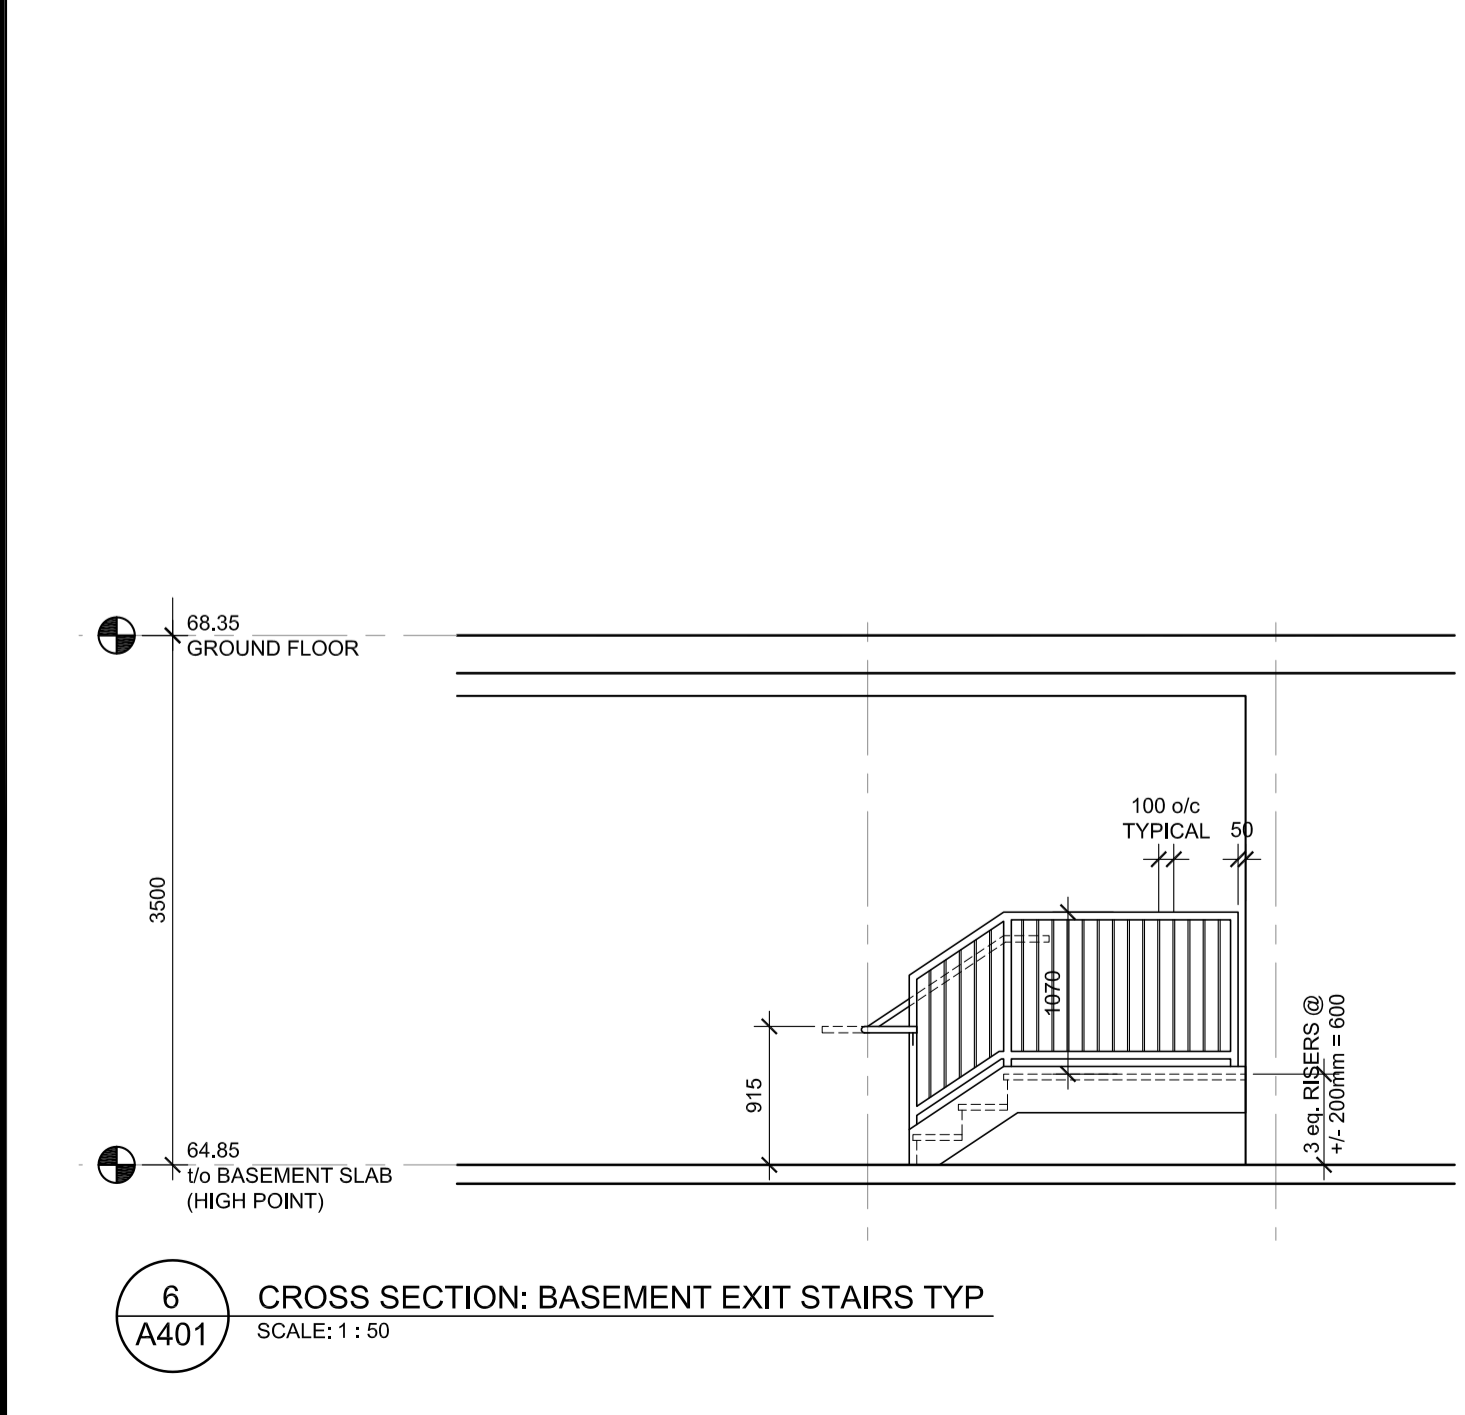 68.35
GROUND FLOOR
100 o/c
TYPICAL
50
3500
1070
915
3 eq. RISERS @
+/- 200mm = 600
64.85
t/o BASEMENT SLAB
(HIGH POINT)
6
A401
CROSS SECTION: BASEMENT EXIT STAIRS TYP
SCALE: 1 : 50